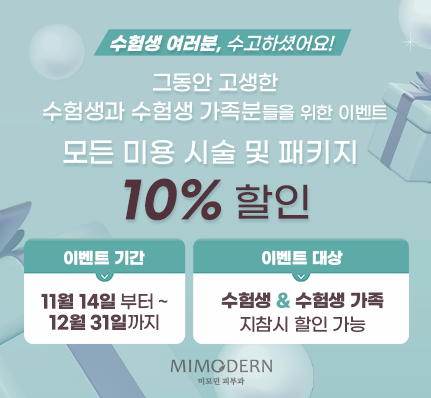 수험생 여러분, 수고하셨어요!
그동안 고생한
수험생과 수험생 가족분들을 위한 이벤트
모든 미용 시술 및 패키지
10% 할인
이벤트 기간
11월 14일 부터 ~
12월 31일까지
이벤트 대상
수험생 & 수험생 가족
지참시 할인 가능
MIMODERN
미모먼 피부과